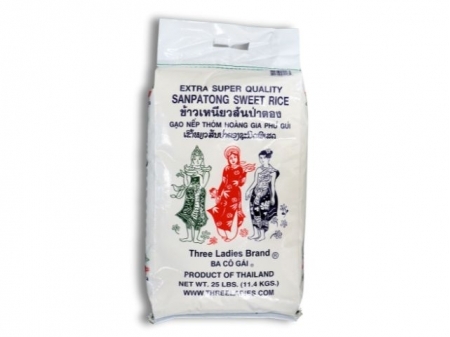 EXTRA SUPER QUALITY
SANPATONG SWEET RICE
ข้าวเหนียวสันป่าตอง
GẠO NẾP THƠM HOÀNG GIA PHÚ QUÍ
Three Ladies Brand ®
BA CÔ GÁI ®
PRODUCT OF THAILAND
NET WT. 25 LBS. (11.4 KGS.)
WWW.THREELADIES.COM